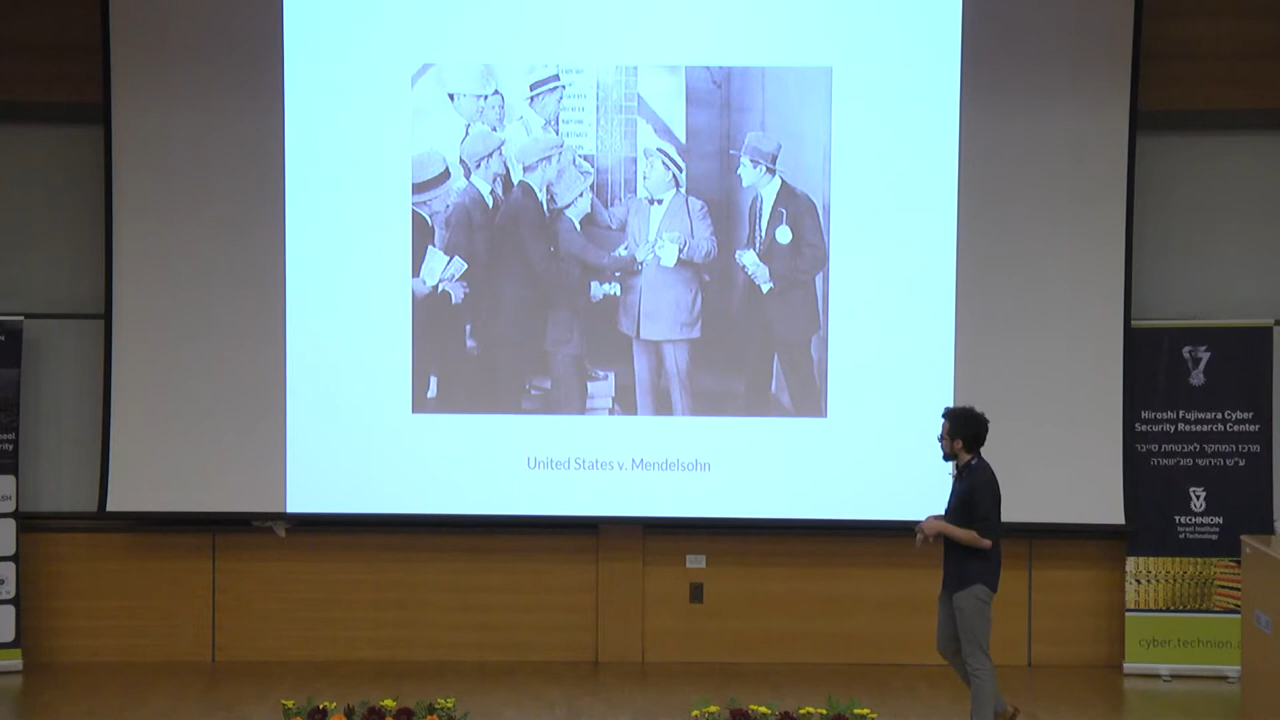 United States v. Mendelsohn
Hiroshi Fujiwara Cyber
Security Research Center
מרכז המחקר לאבטחת סייבר
ע"ש הירושי פוג'יווארה
TECHNION
Israel Institute
of Technology
cyber.technion.a